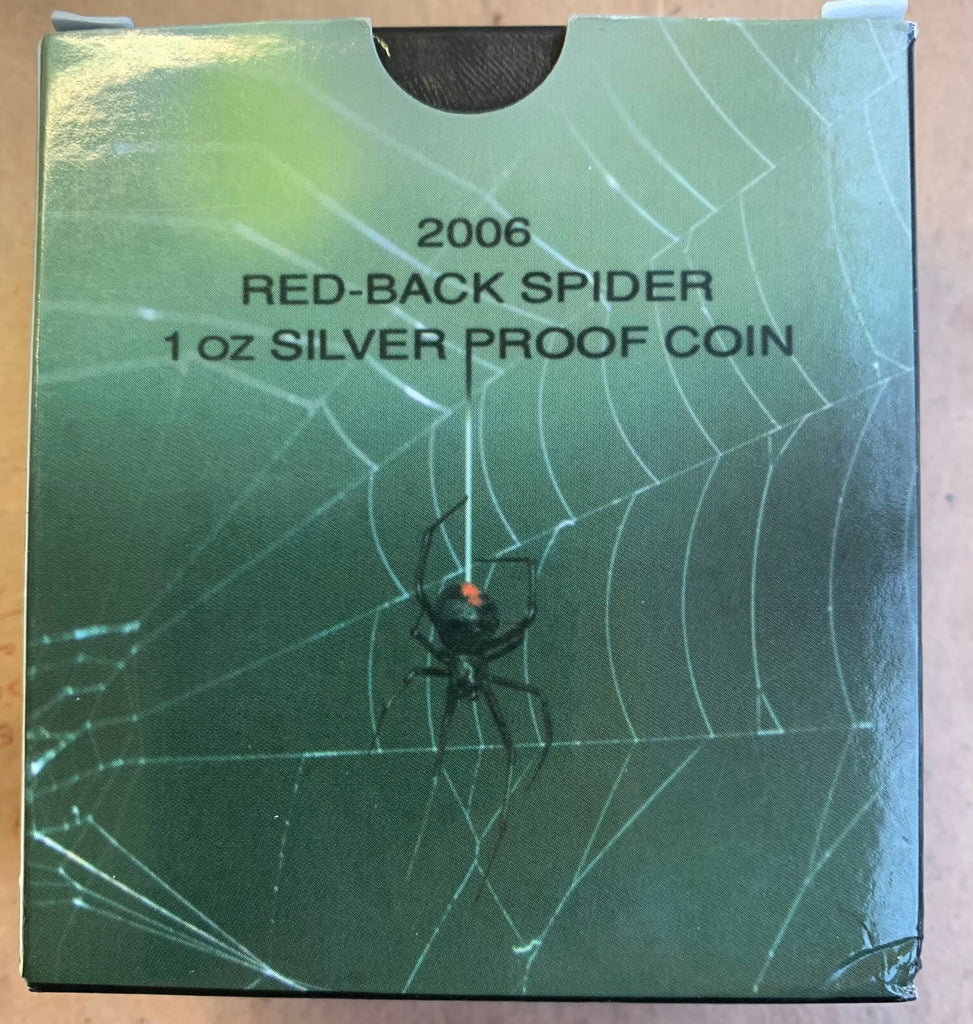 2006
RED-BACK SPIDER
1 oz SILVER PROOF COIN